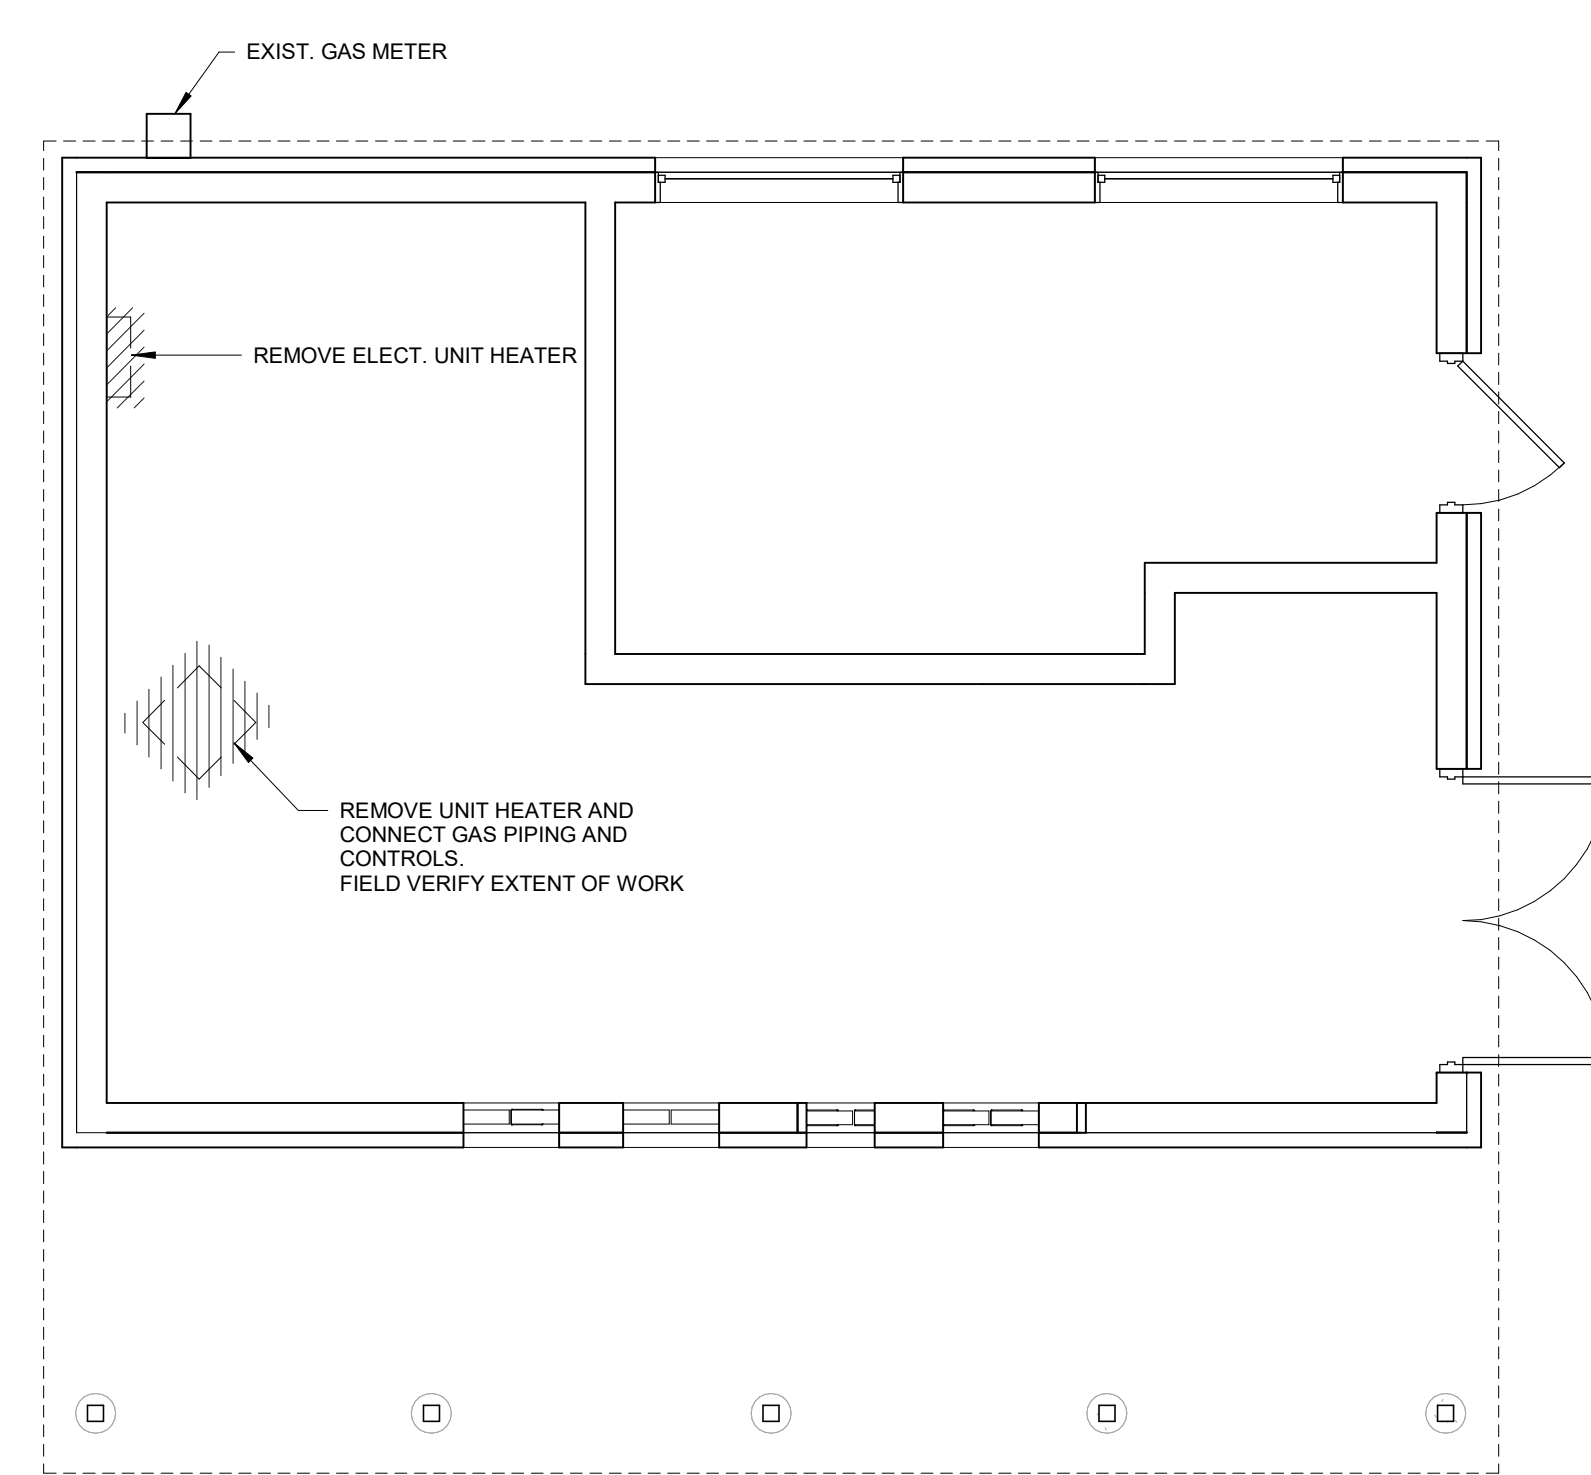 EXIST. GAS METER
REMOVE ELECT. UNIT HEATER
REMOVE UNIT HEATER AND
CONNECT GAS PIPING AND
CONTROLS.
FIELD VERIFY EXTENT OF WORK